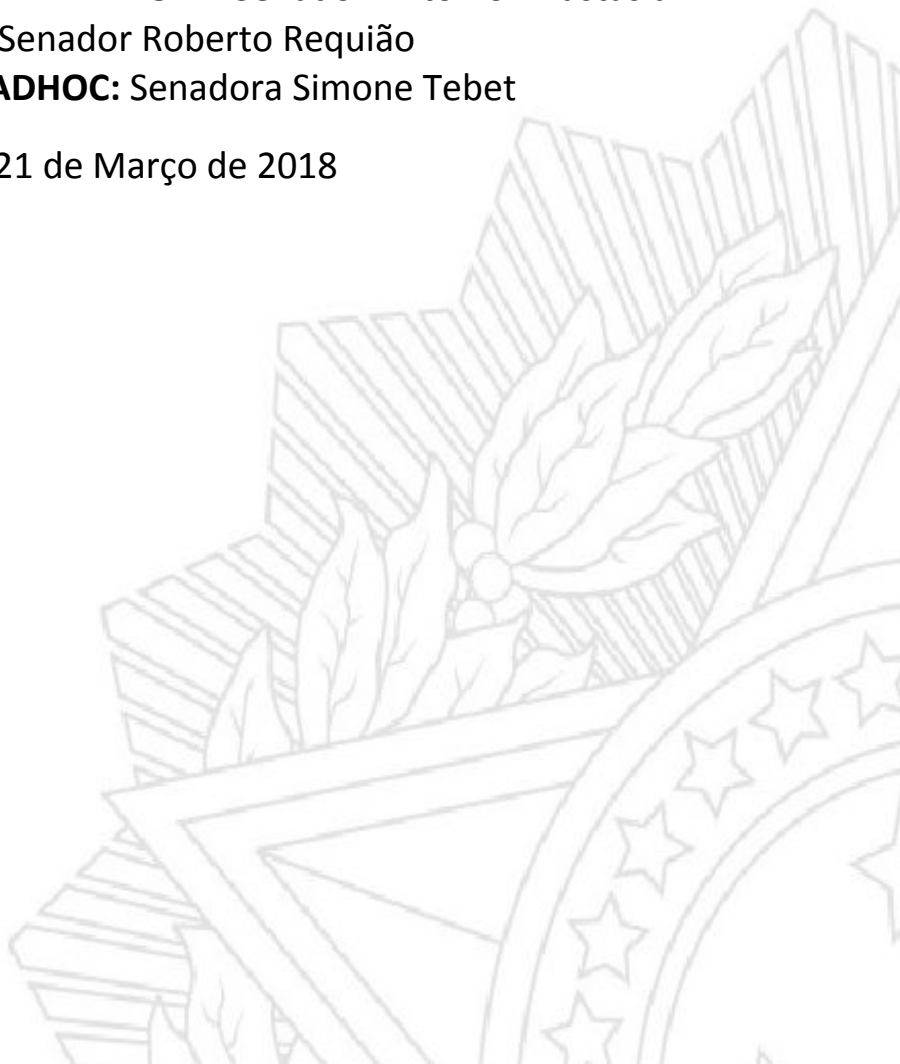 Senador Roberto Requião
ADHOC: Senadora Simone Tebet
21 de Março de 2018